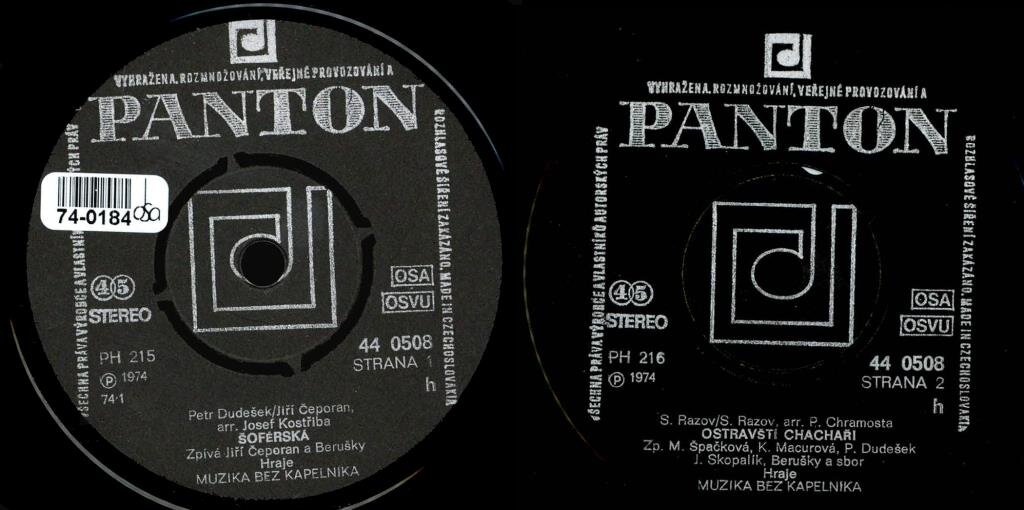 VYHRAŽENA. ROZMNOŽOVÁNÍ, VEŘEJNÉ PROVOZOVÁNÍ A
PANTON
ROZHLASOVÉ ŠÍŘENÍ ZAKÁZÁNO. MADE IN CZECHOSLOVAKIA
74-0184 osa
45
STEREO
OSA
OSVU
PH 215
℗ 1974
74·1
44 0508
STRANA 1
h
Petr Dudešek/Jiří Čeporan,
arr. Josef Kostřiba
ŠOFÉRSKÁ
Zpívá Jiří Čeporan a Berušky
Hraje
MUZIKA BEZ KAPELNÍKA
VYHRAŽENA. ROZMNOŽOVÁNÍ, VEŘEJNÉ PROVOZOVÁNÍ A
PANTON
VŠECHNA PRÁVA VÝROBCE A VLASTNÍKŮ AUTORSKÝCH PRÁV
ROZHLASOVÉ ŠÍŘENÍ ZAKÁZÁNO. MADE IN CZECHOSLOVAKIA
45
STEREO
OSA
OSVU
PH 216
℗ 1974
44 0508
STRANA 2
h
S. Razov/S. Razov, arr. P. Chramosta
OSTRAVŠTÍ CHACHAŘI
Zp. M. Špačková, K. Macurová, P. Dudešek
J. Skopalík, Berušky a sbor
Hraje
MUZIKA BEZ KAPELNÍKA